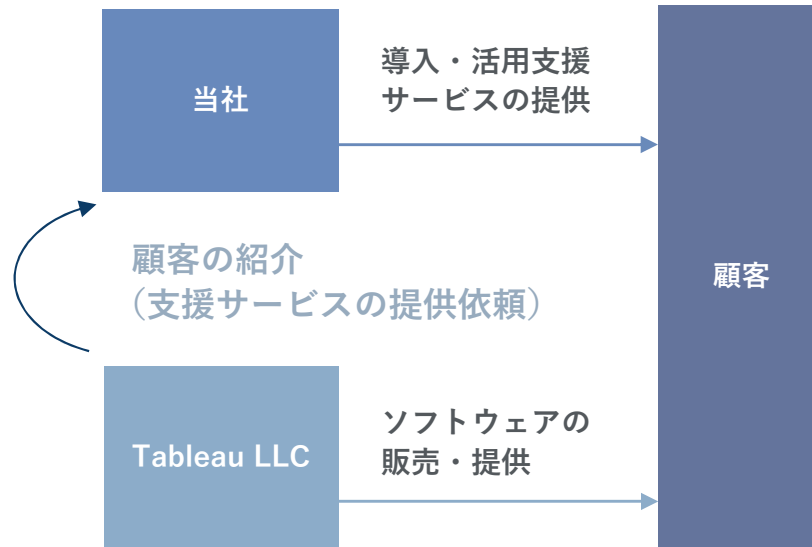 当社
導入・活用支援
サービスの提供
顧客の紹介
（支援サービスの提供依頼）
顧客
Tableau LLC
ソフトウェアの
販売・提供